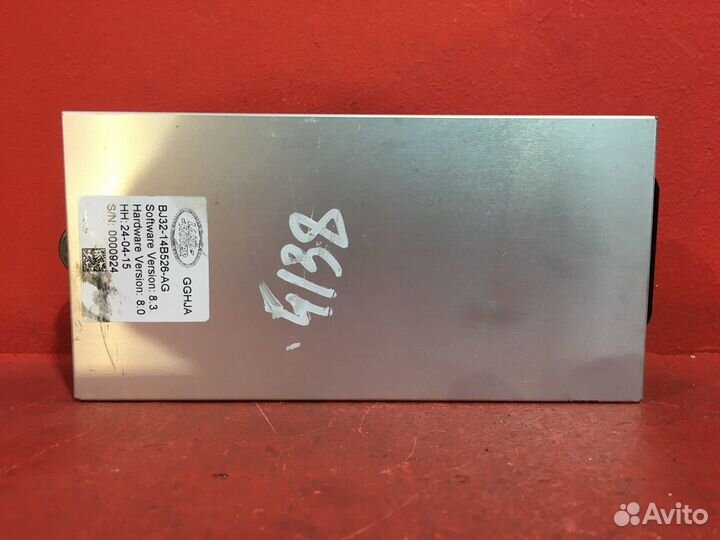 GGHJA
LAND
ROVER
BJ32-14B526-AG
Software Version: 8.3
Hardware Version: 8.0
HH: 24-04-15
S/N: 0000924
Avito